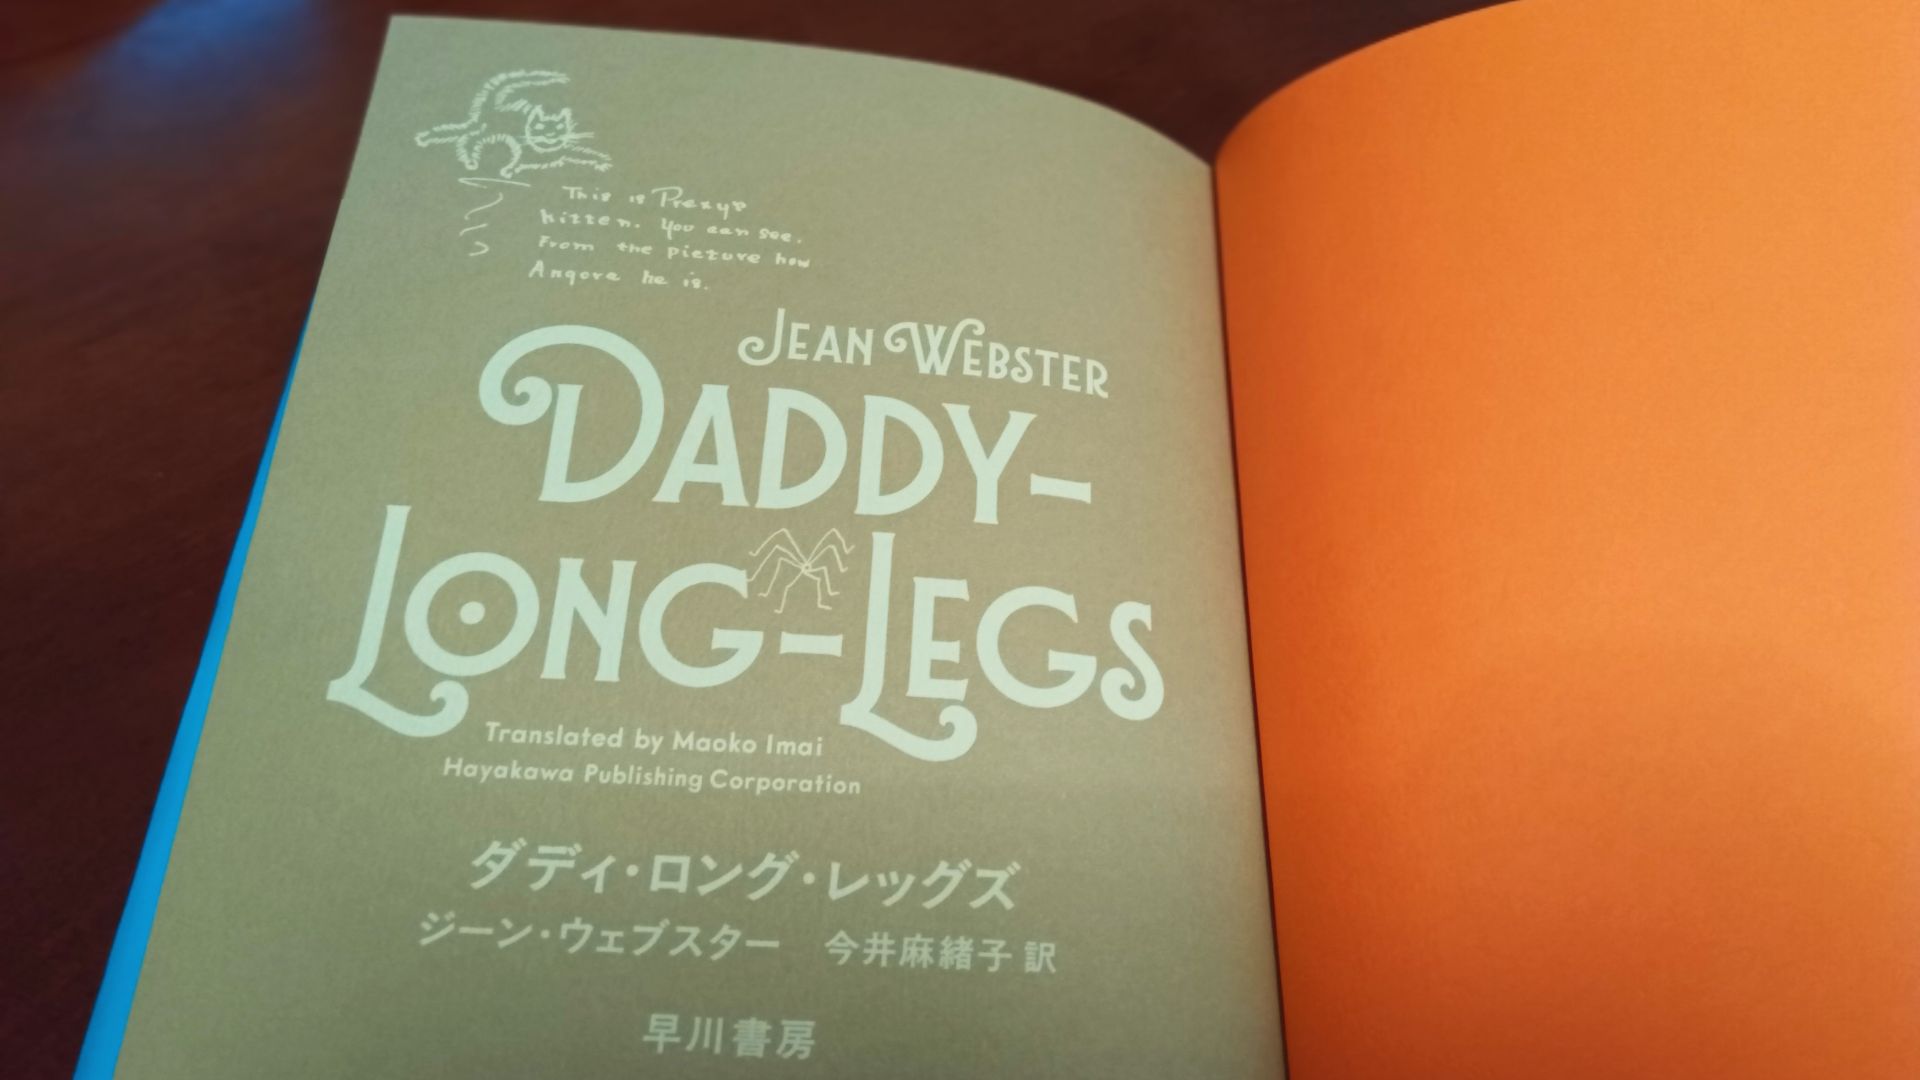 This is Prexy's
kitten. You can see.
From the picture how
Angora he is.
JEAN WEBSTER
DADDY-
LONG-LEGS
Translated by Maoko Imai
Hayakawa Publishing Corporation
ダディ・ロング・レッグズ
ジーン・ウェブスター 今井麻緒子 訳
早川書房